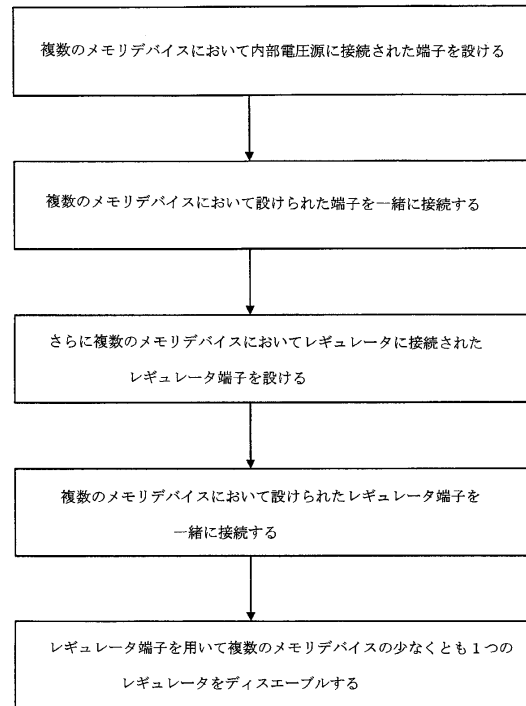 複数のメモリデバイスにおいて内部電圧源に接続された端子を設ける
複数のメモリデバイスにおいて設けられた端子を一緒に接続する
さらに複数のメモリデバイスにおいてレギュレータに接続された
レギュレータ端子を設ける
複数のメモリデバイスにおいて設けられたレギュレータ端子を
一緒に接続する
レギュレータ端子を用いて複数のメモリデバイスの少なくとも1つの
レギュレータをディスエーブルする